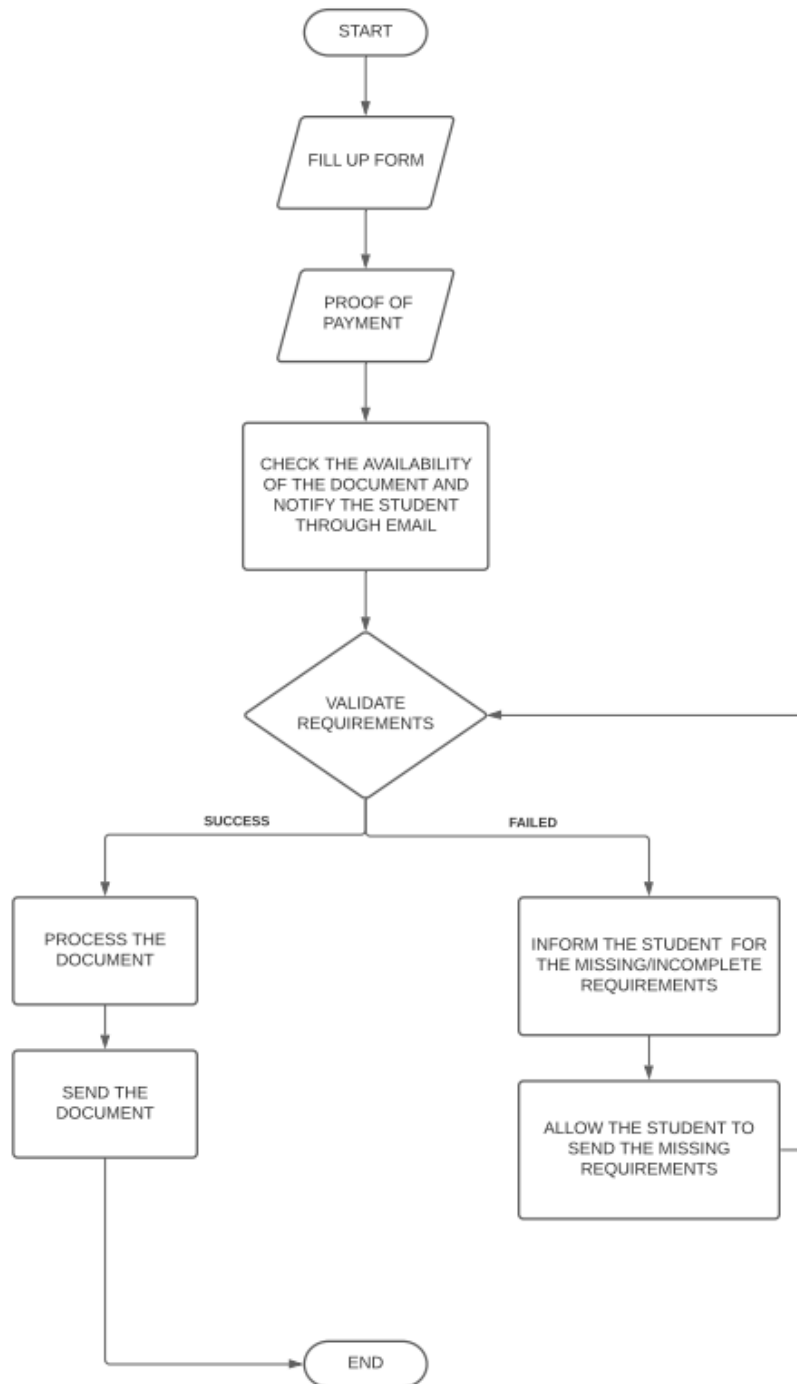 START
FILL UP FORM
PROOF OF
PAYMENT
CHECK THE AVAILABILITY
OF THE DOCUMENT AND
NOTIFY THE STUDENT
THROUGH EMAIL
VALIDATE
REQUIREMENTS
SUCCESS
FAILED
PROCESS THE
DOCUMENT
INFORM THE STUDENT FOR
THE MISSING/INCOMPLETE
REQUIREMENTS
SEND THE
DOCUMENT
ALLOW THE STUDENT TO
SEND THE MISSING
REQUIREMENTS
END